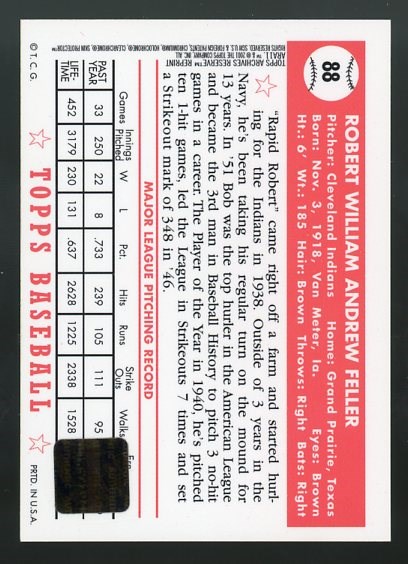 88
ROBERT WILLIAM ANDREW FELLER
Pitcher: Cleveland Indians Home: Grand Prairie, Texas
Born: Nov. 3, 1918, Van Meter, Ia. Eyes: Brown
Ht.: 6' Wt.: 185 Hair: Brown Throws: Right Bats: Right
"Rapid Robert" came right off a farm and started hurl-
ing for the Indians in 1938. Outside of 3 years in the
Navy, he's been taking his regular turn on the mound for
13 years. In '51 Bob was the top hurler in the American League
and became the 3rd man in Baseball History to pitch 3 no-hit
games in a career. The Player of the Year in 1940, he's pitched
ten 1-hit games, led the League in Strikeouts 7 times and set
a Strikeout mark of 348 in '46.
MAJOR LEAGUE PITCHING RECORD
Games Innings Pitched W L Pct. Hits Runs Strike Outs Walks
PAST YEAR 33 250 22 8 .733 239 105 111 95
LIFE-TIME 452 3179 230 131 .637 2628 1225 2338 1528
TOPPS BASEBALL
© T. C. G.
PRTD. IN U.S.A.
ARA11 TOPPS ARCHIVES RESERVE™ REPRINT